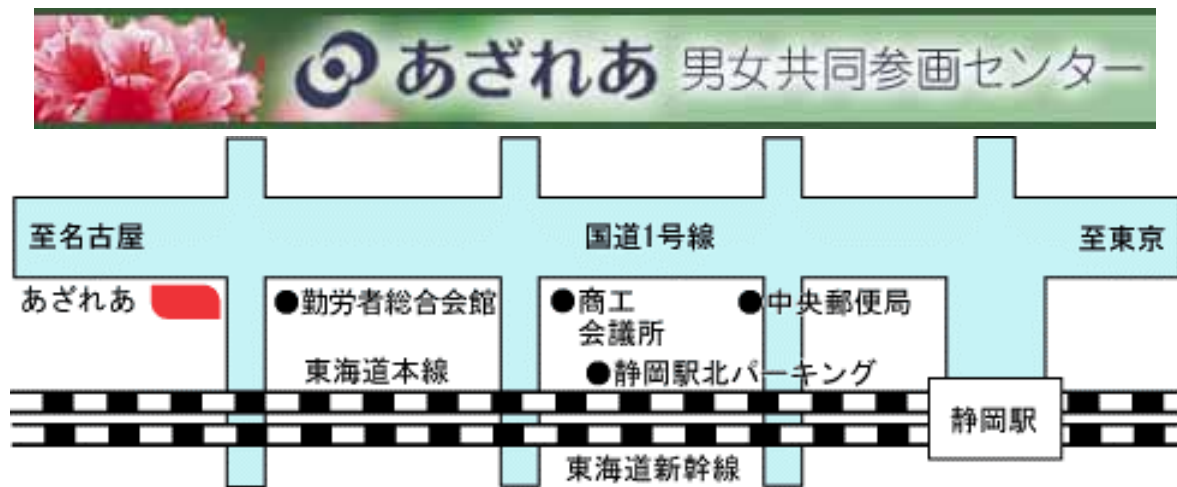 あざれあ 男女共同参画センター
至名古屋 国道1号線 至東京
あざれあ ●勤労者総合会館 ●商工 ●中央郵便局
会議所
東海道本線 ●静岡駅北パーキング
静岡駅
東海道新幹線